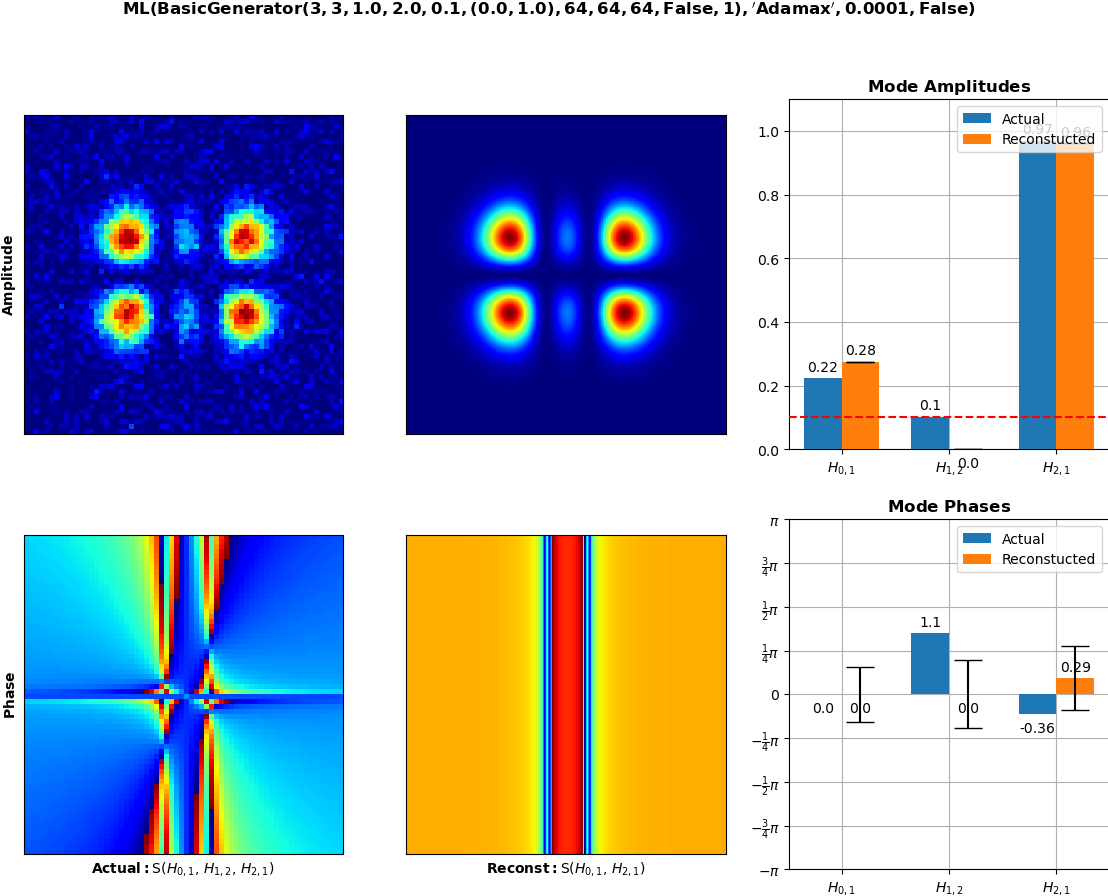 ML(BasicGenerator(3, 3, 1.0, 2.0, 0.1, (0.0, 1.0), 64, 64, 64, False, 1), ′Adamax′, 0.0001, False)
Mode Amplitudes
Actual
Reconstucted
Amplitude
1.0
0.8
0.6
0.4
0.2
0.0
0.22
0.28
0.1
0.0
0.97
0.96
H0,1
H1,2
H2,1
Mode Phases
Actual
Reconstucted
Phase
π
3/4π
1/2π
1/4π
0
−1/4π
−1/2π
−3/4π
−π
0.0
0.0
1.1
0.0
-0.36
0.29
H0,1
H1,2
H2,1
Actual: S(H0,1, H1,2, H2,1)
Reconst: S(H0,1, H2,1)